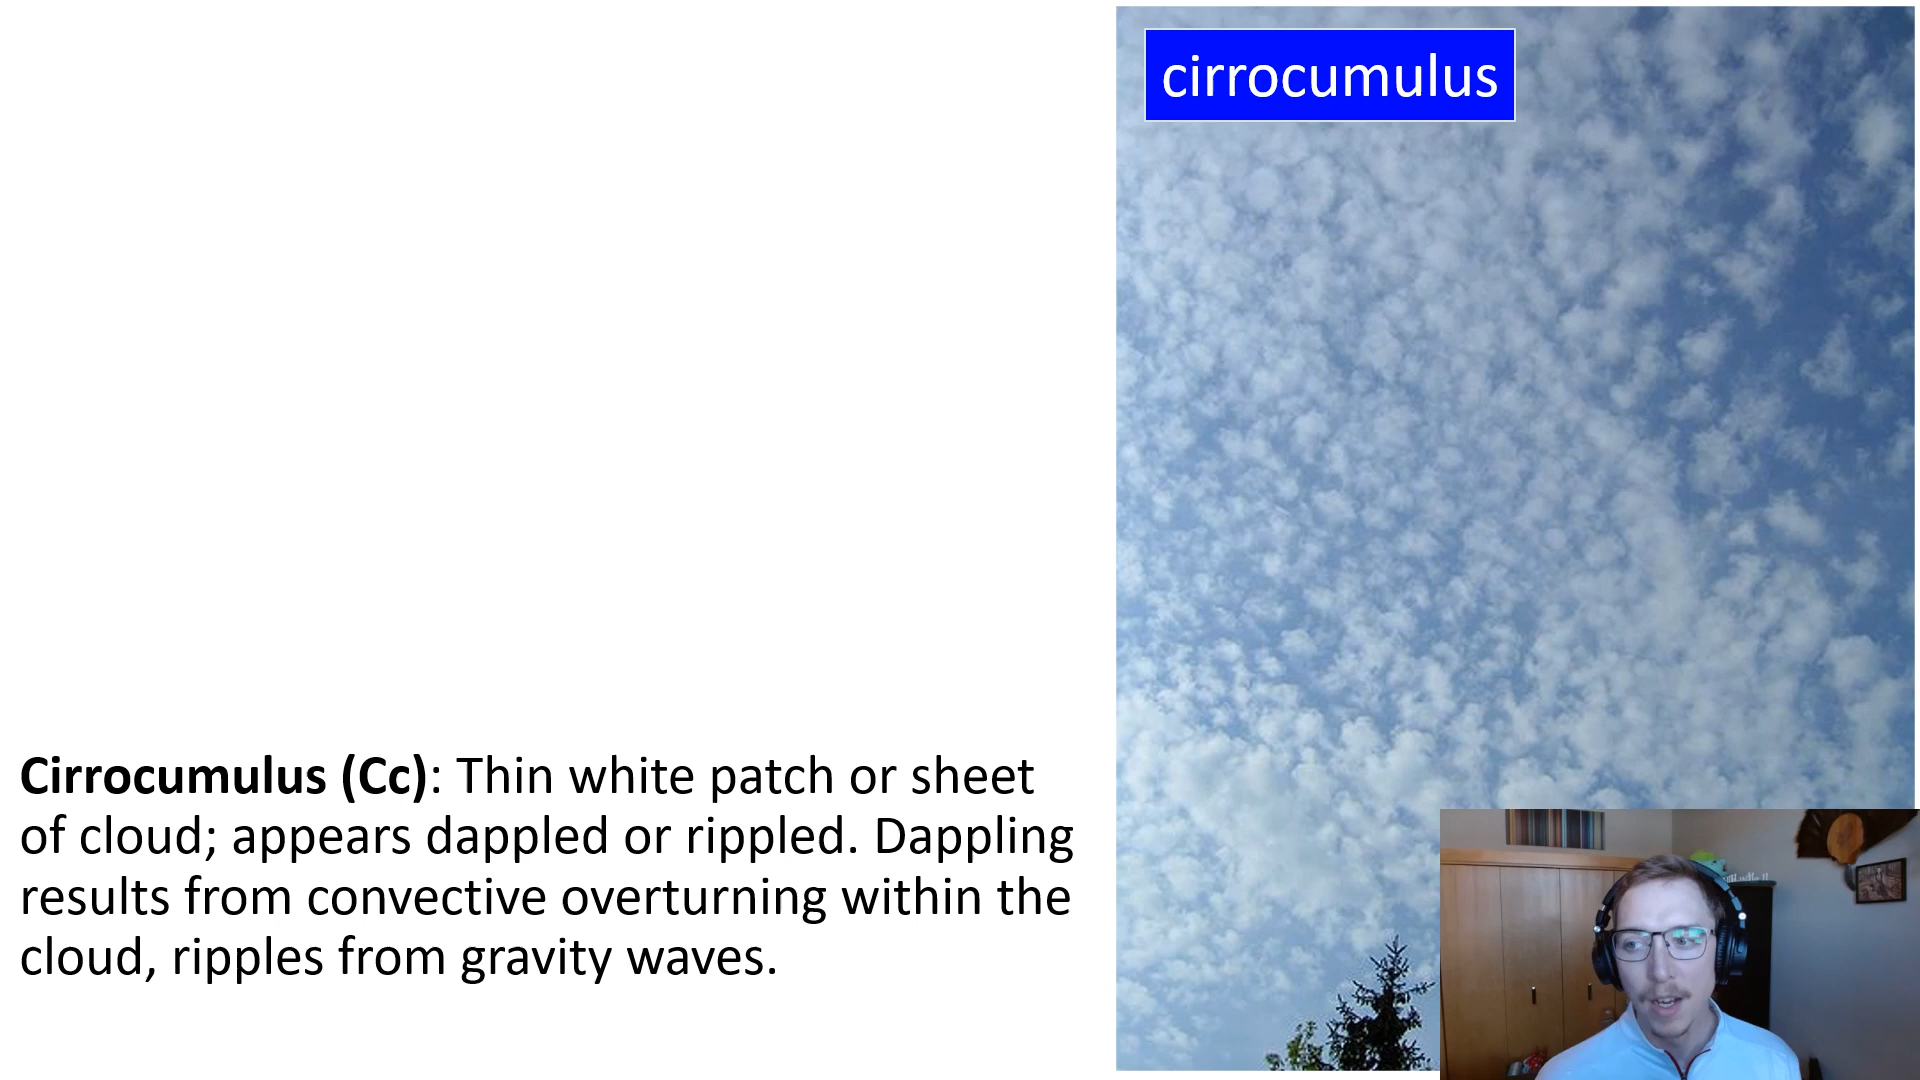 cirrocumulus
Cirrocumulus (Cc): Thin white patch or sheet
of cloud; appears dappled or rippled. Dappling
results from convective overturning within the
cloud, ripples from gravity waves.